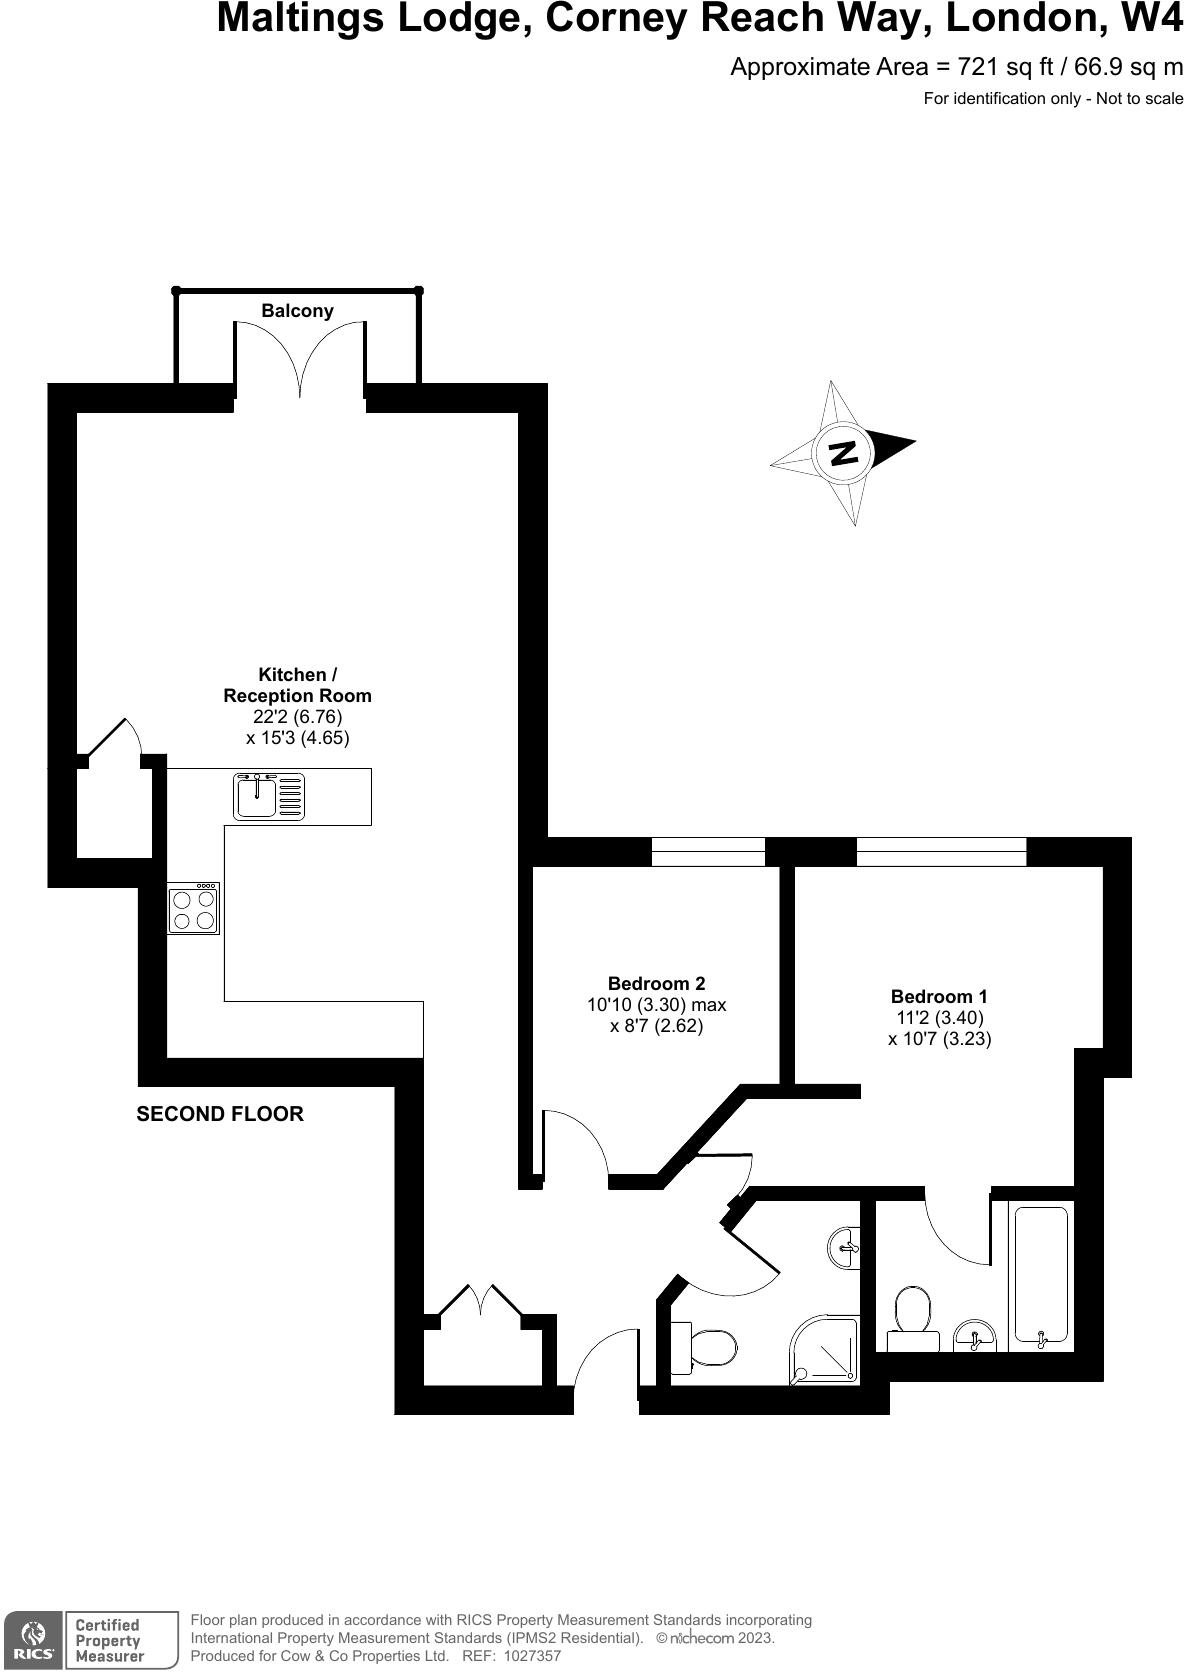 Maltings Lodge, Corney Reach Way, London, W4
Approximate Area = 721 sq ft / 66.9 sq m
For identification only - Not to scale
Balcony
N
Kitchen /
Reception Room
22'2 (6.76)
x 15'3 (4.65)
Bedroom 2
10'10 (3.30) max
x 8'7 (2.62)
Bedroom 1
11'2 (3.40)
x 10'7 (3.23)
SECOND FLOOR
RICS
Certified
Property
Measurer
Floor plan produced in accordance with RICS Property Measurement Standards incorporating
International Property Measurement Standards (IPMS2 Residential). © nichecom 2023.
Produced for Cow & Co Properties Ltd. REF: 1027357